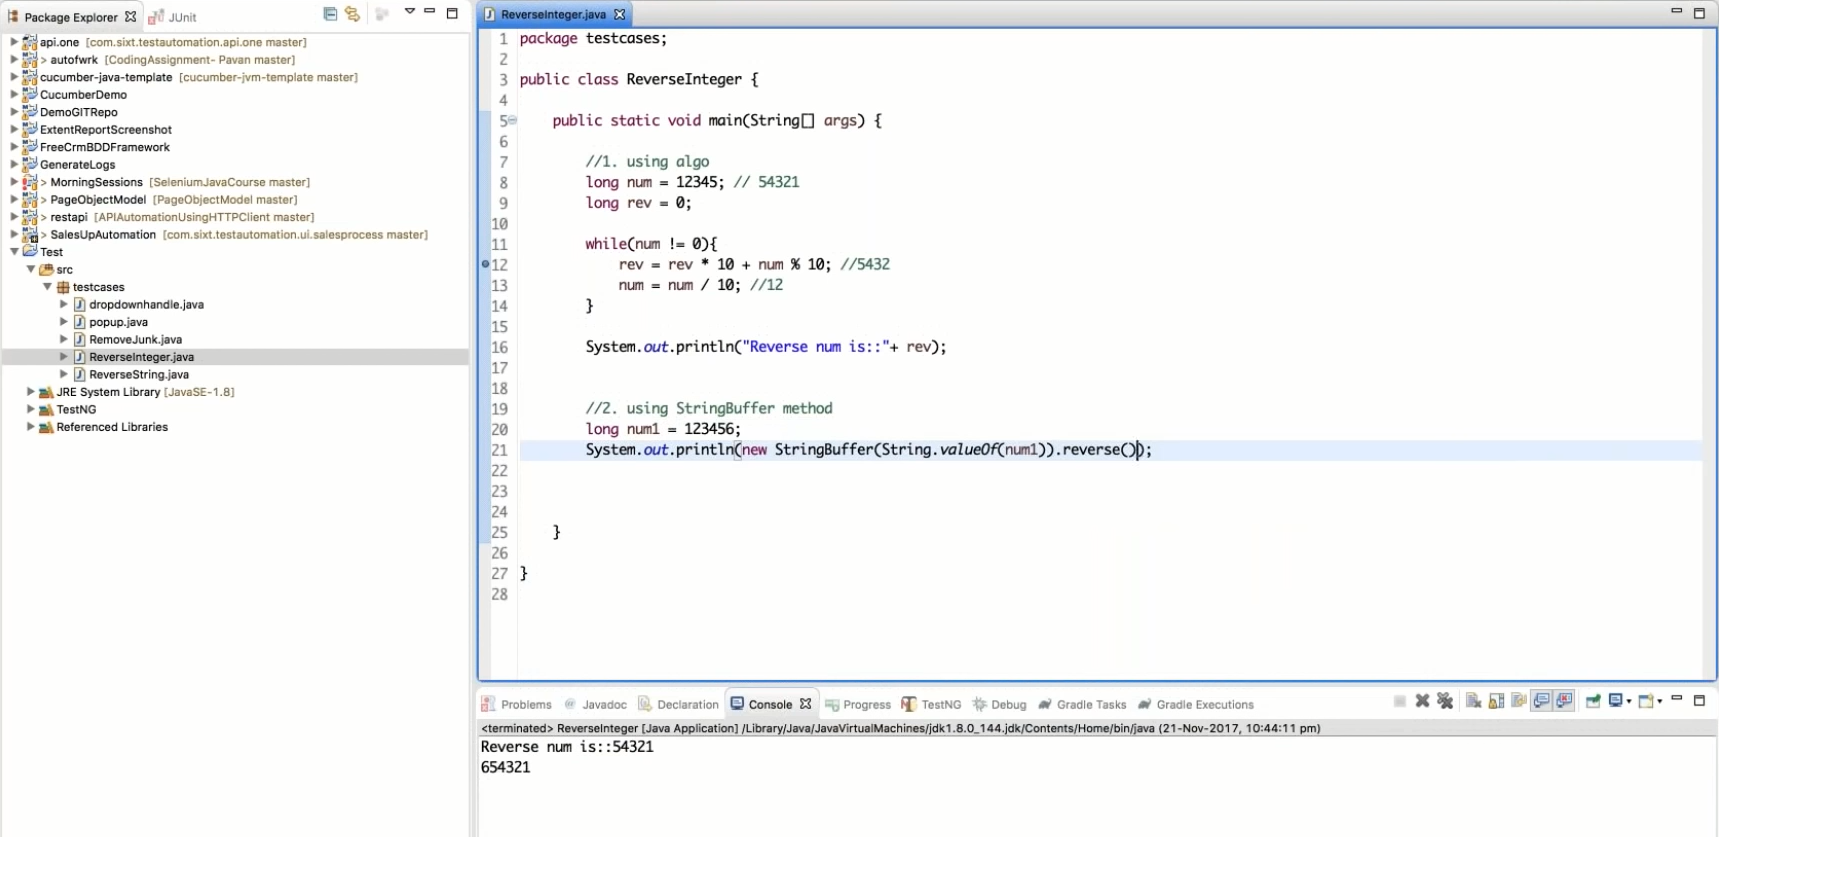 Package Explorer
JUnit
api.one [com.sixt.testautomation.api.one master]
> autofwrk [CodingAssignment- Pavan master]
cucumber-java-template [cucumber-jvm-template master]
CucumberDemo
DemoGITRepo
ExtentReportScreenshot
FreeCrmBDDFramework
GenerateLogs
> MorningSessions [SeleniumJavaCourse master]
> PageObjectModel [PageObjectModel master]
> restapi [APIAutomationUsingHTTPClient master]
> SalesUpAutomation [com.sixt.testautomation.ui.salesprocess master]
Test
src
testcases
dropdownhandle.java
popup.java
RemoveJunk.java
ReverseInteger.java
ReverseString.java
JRE System Library [JavaSE-1.8]
TestNG
Referenced Libraries
ReverseInteger.java
1 package testcases;
2
3 public class ReverseInteger {
4
5 public static void main(String[] args) {
6
7 //1. using algo
8 long num = 12345; // 54321
9 long rev = 0;
10
11 while(num != 0){
12 rev = rev * 10 + num % 10; //5432
13 num = num / 10; //12
14 }
15
16 System.out.println("Reverse num is::"+ rev);
17
18
19 //2. using StringBuffer method
20 long num1 = 123456;
21 System.out.println(new StringBuffer(String.valueOf(num1)).reverse());
22
23
24
25 }
26
27 }
28
Problems @ Javadoc Declaration Console Progress TestNG Debug Gradle Tasks Gradle Executions
<terminated> ReverseInteger [Java Application] /Library/Java/JavaVirtualMachines/jdk1.8.0_144.jdk/Contents/Home/bin/java (21-Nov-2017, 10:44:11 pm)
Reverse num is::54321
654321